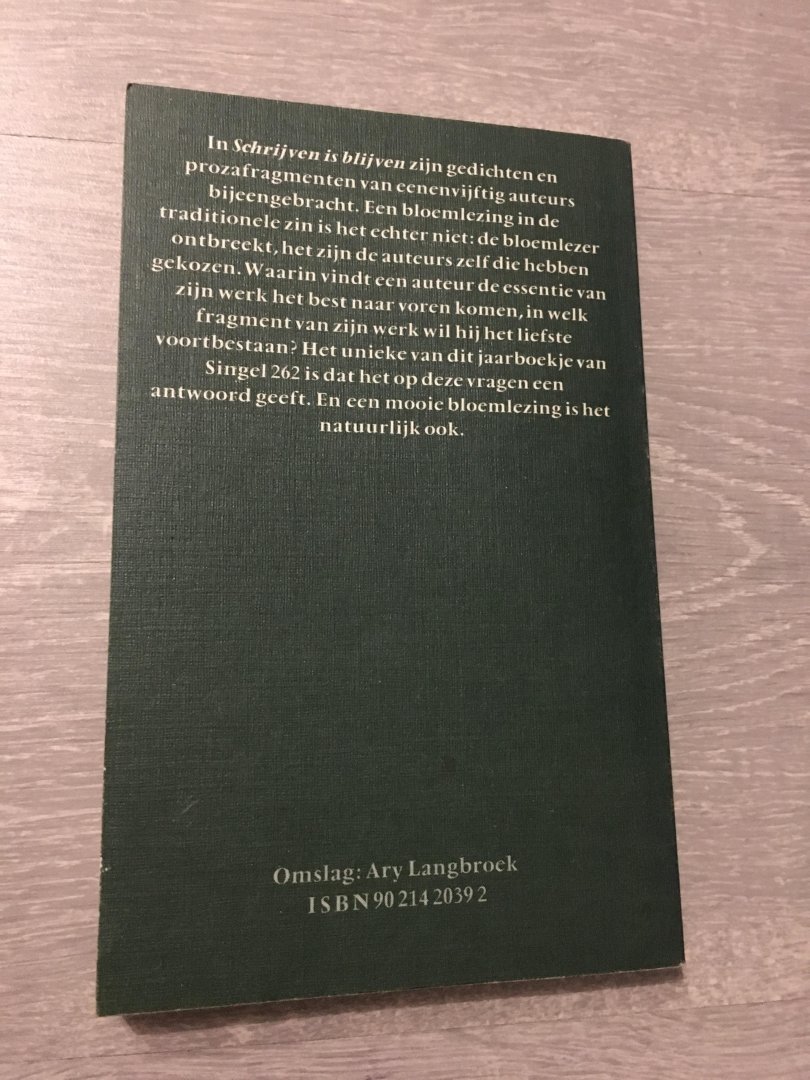 In Schrijven is blijven zijn gedichten en
prozafragmenten van eenenvijftig auteurs
bijeengebracht. Een bloemlezing in de
traditionele zin is het echter niet: de bloemlezer
ontbreekt, het zijn de auteurs zelf die hebben
gekozen. Waarin vindt een auteur de essentie van
zijn werk het best naar voren komen, in welk
fragment van zijn werk wil hij het liefste
voortbestaan? Het unieke van dit jaarboekje van
Singel 262 is dat het op deze vragen een
antwoord geeft. En een mooie bloemlezing is het
natuurlijk ook.
Omslag: Ary Langbroek
ISBN 90 214 2039 2